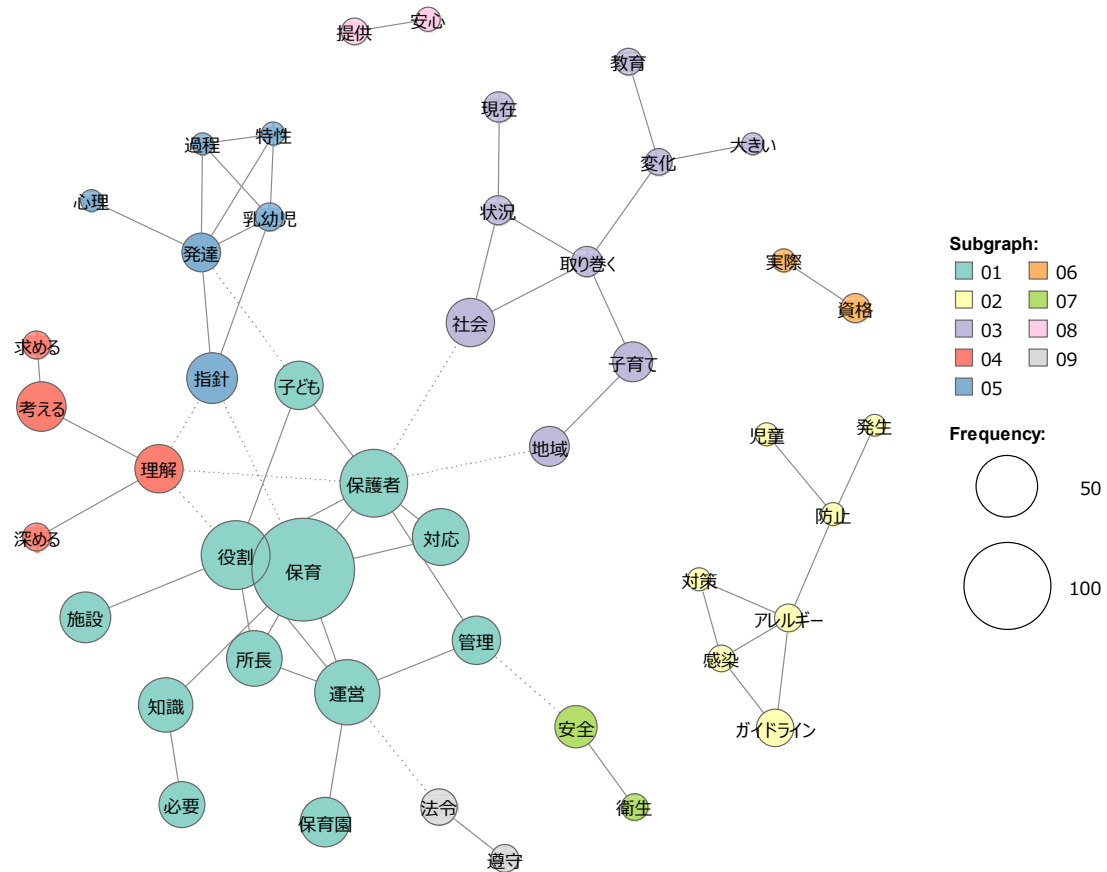 提供
安心
教育
現在
過程
特性
変化
大きい
心理
乳幼児
状況
発達
取り巻く
実際
資格
社会
子育て
求める
考える
指針
子ども
理解
保護者
地域
児童
発生
防止
深める
役割
保育
対応
対策
アレルギー
施設
所長
管理
感染
知識
運営
安全
ガイドライン
必要
保育園
法令
衛生
遵守
Subgraph:
01 06
02 07
03 08
04 09
05
Frequency:
50
100